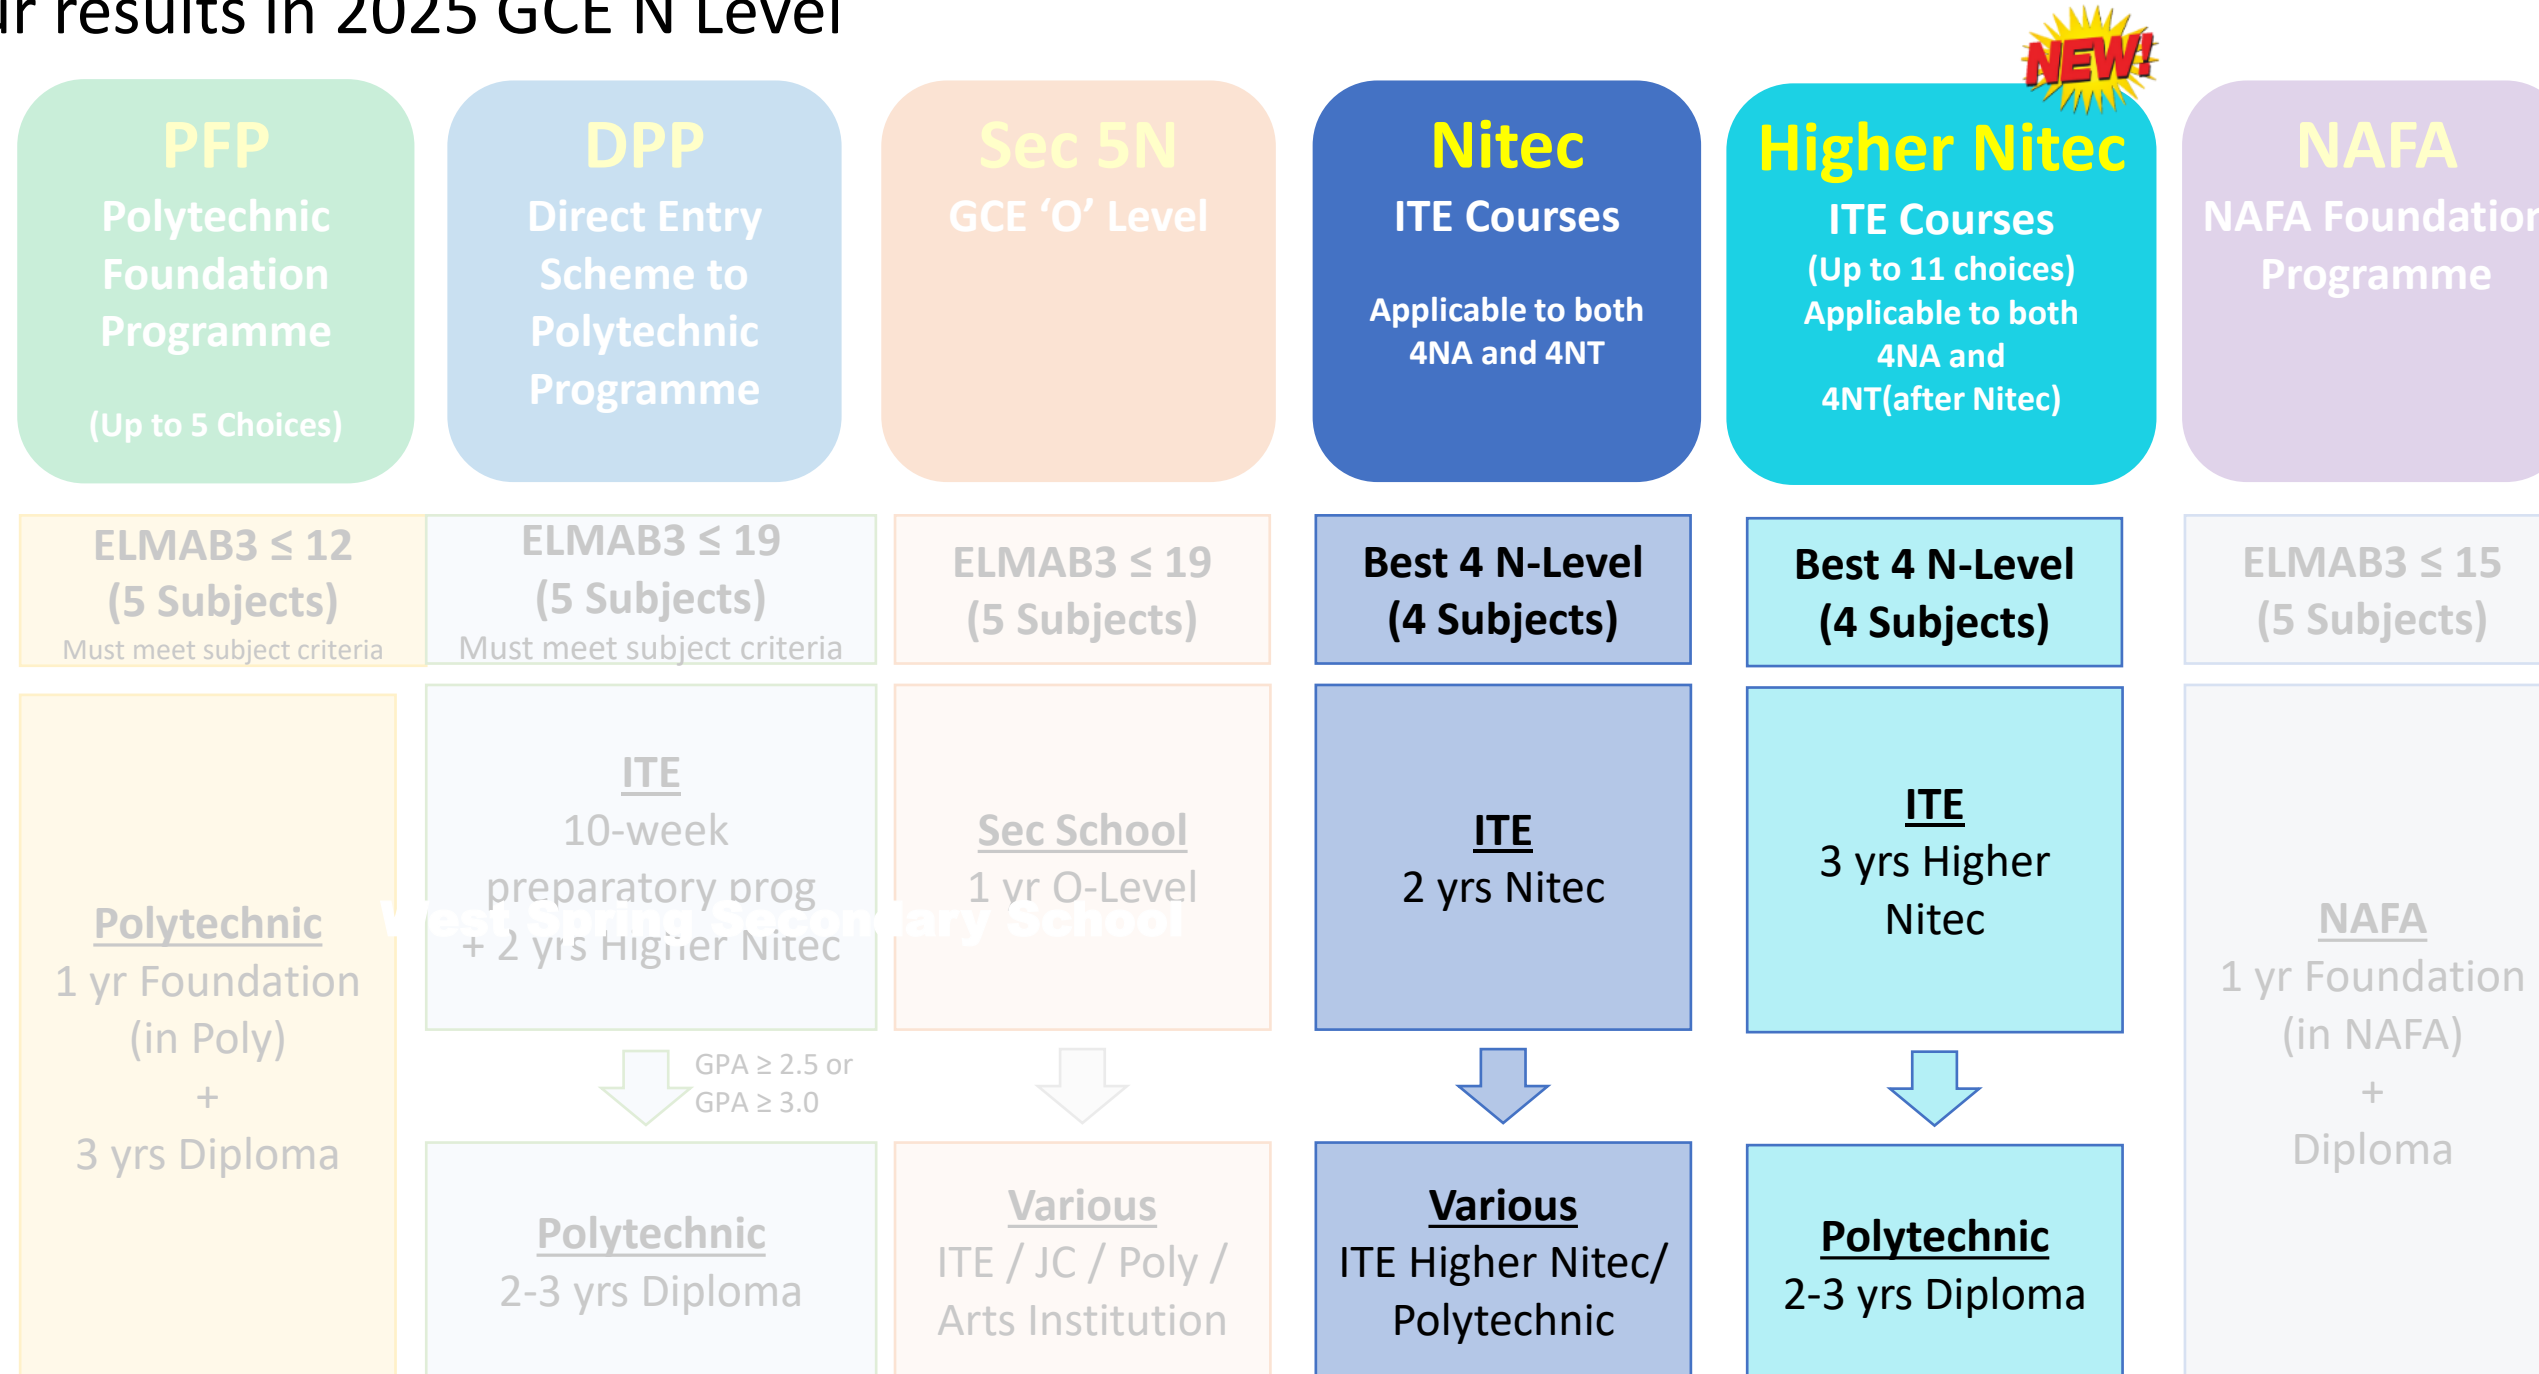 ur results in 2025 GCE N Level
NEW!
PFP
Polytechnic
Foundation
Programme
(Up to 5 Choices)
DPP
Direct Entry
Scheme to
Polytechnic
Programme
Sec 5N
GCE ‘O’ Level
Nitec
ITE Courses
Applicable to both
4NA and 4NT
Higher Nitec
ITE Courses
(Up to 11 choices)
Applicable to both
4NA and
4NT(after Nitec)
NAFA
NAFA Foundation
Programme
ELMAB3 ≤ 12
(5 Subjects)
Must meet subject criteria
ELMAB3 ≤ 19
(5 Subjects)
Must meet subject criteria
ELMAB3 ≤ 19
(5 Subjects)
Best 4 N-Level
(4 Subjects)
Best 4 N-Level
(4 Subjects)
ELMAB3 ≤ 15
(5 Subjects)
Polytechnic
1 yr Foundation
(in Poly)
+
3 yrs Diploma
ITE
10-week
preparatory prog
+ 2 yrs Higher Nitec
GPA ≥ 2.5 or
GPA ≥ 3.0
Polytechnic
2-3 yrs Diploma
Sec School
1 yr O-Level
Various
ITE / JC / Poly /
Arts Institution
ITE
2 yrs Nitec
Various
ITE Higher Nitec/
Polytechnic
ITE
3 yrs Higher
Nitec
Polytechnic
2-3 yrs Diploma
NAFA
1 yr Foundation
(in NAFA)
+
Diploma
West Spring Secondary School